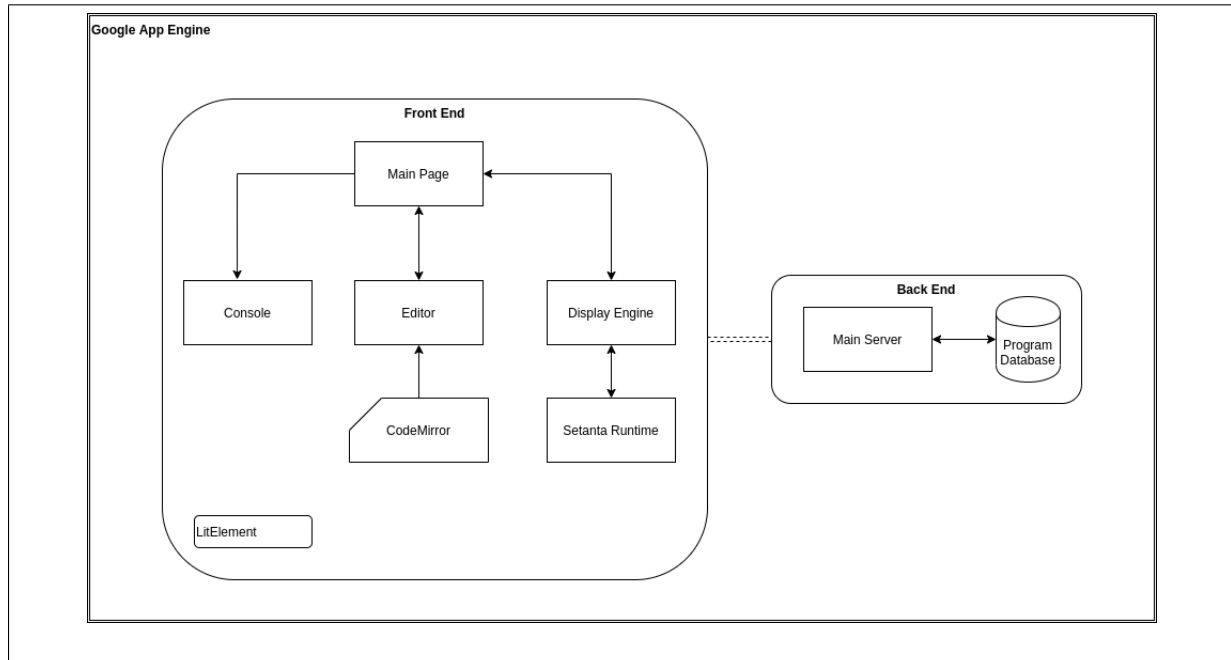 Google App Engine
Front End
Main Page
Console
Editor
Display Engine
CodeMirror
Setanta Runtime
LitElement
Back End
Main Server
Program
Database